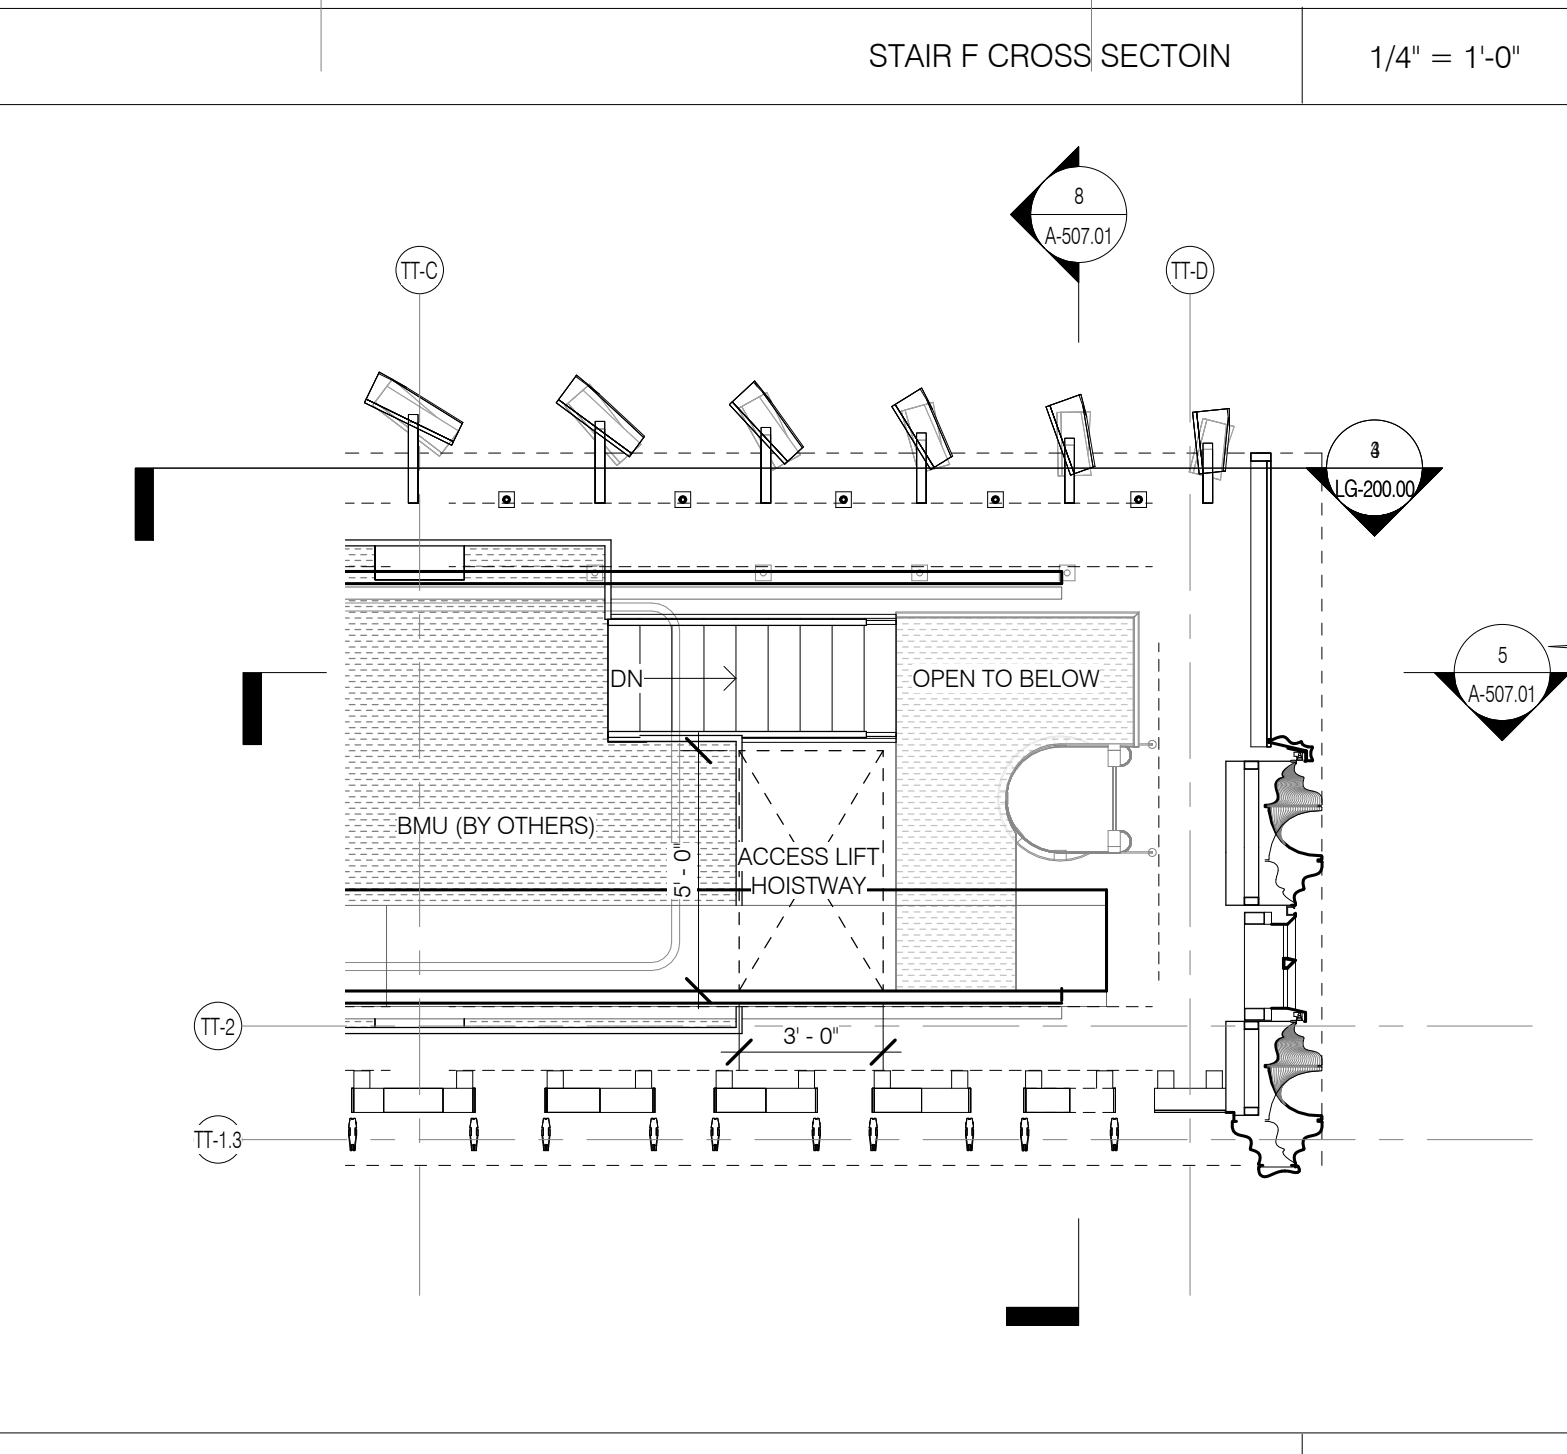 STAIR F CROSS SECTOIN
1/4" = 1'-0"
8
A-507.01
TT-C
TT-D
LG-200.00
5
A-507.01
DN
OPEN TO BELOW
BMU (BY OTHERS)
5' - 0"
ACCESS LIFT
HOISTWAY
TT-2
3' - 0"
TT-1.3